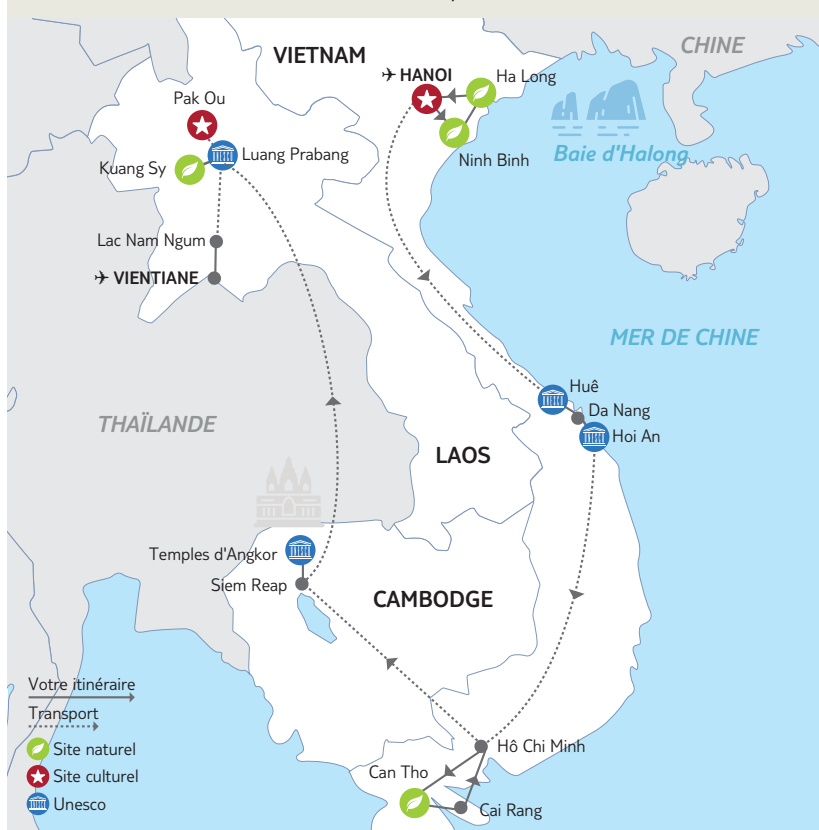 VIETNAM
CHINE
✈ HANOI
Ha Long
Pak Ou
Baie d'Halong
Luang Prabang
Ninh Binh
Kuang Sy
Lac Nam Ngum
✈ VIENTIANE
MER DE CHINE
Huê
Da Nang
THAÏLANDE
Hoi An
LAOS
Temples d'Angkor
Siem Reap
CAMBODGE
Votre itinéraire
Transport
Site naturel
Site culturel
Unesco
Hô Chi Minh
Can Tho
Cai Rang